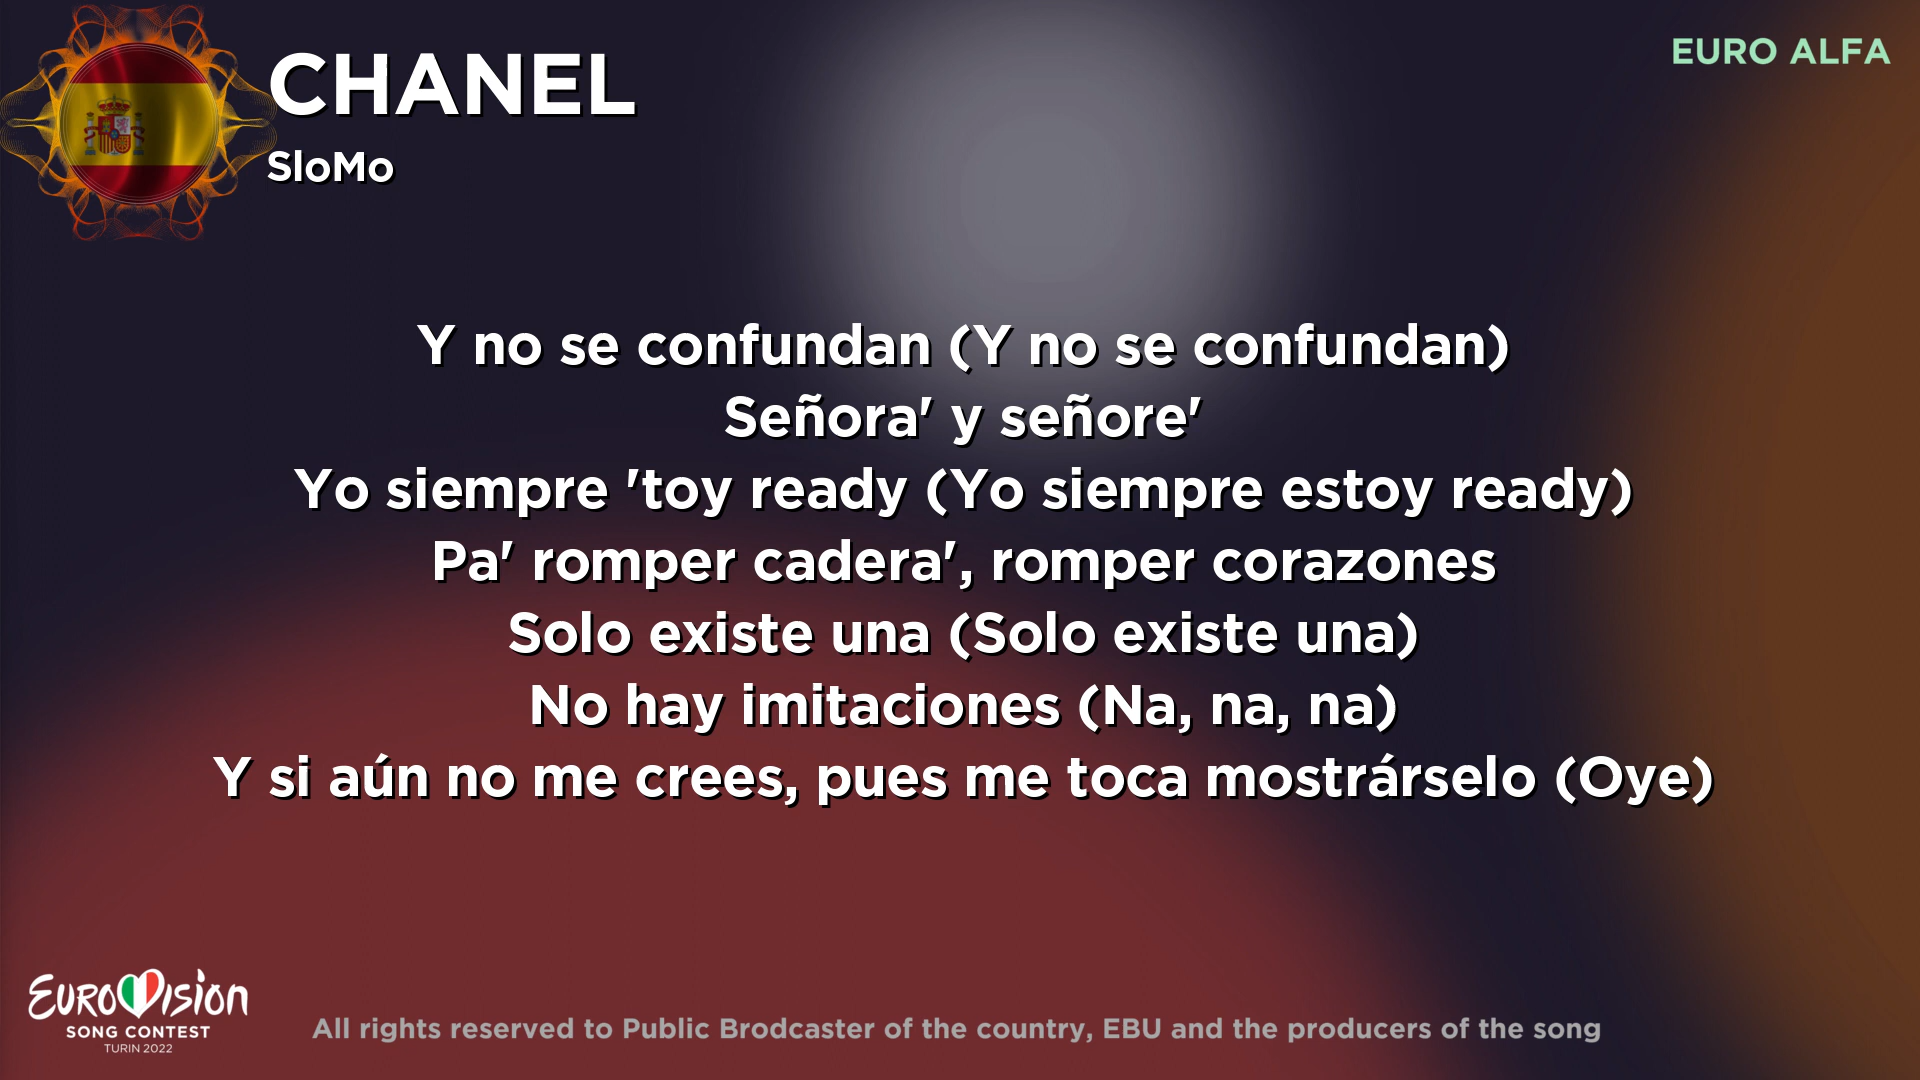 CHANEL
SloMo
EURO ALFA
Y no se confundan (Y no se confundan)
Señora' y señore'
Yo siempre 'toy ready (Yo siempre estoy ready)
Pa' romper cadera', romper corazones
Solo existe una (Solo existe una)
No hay imitaciones (Na, na, na)
Y si aún no me crees, pues me toca mostrárselo (Oye)
EUROVISION
SONG CONTEST
TURIN 2022
All rights reserved to Public Brodcaster of the country, EBU and the producers of the song